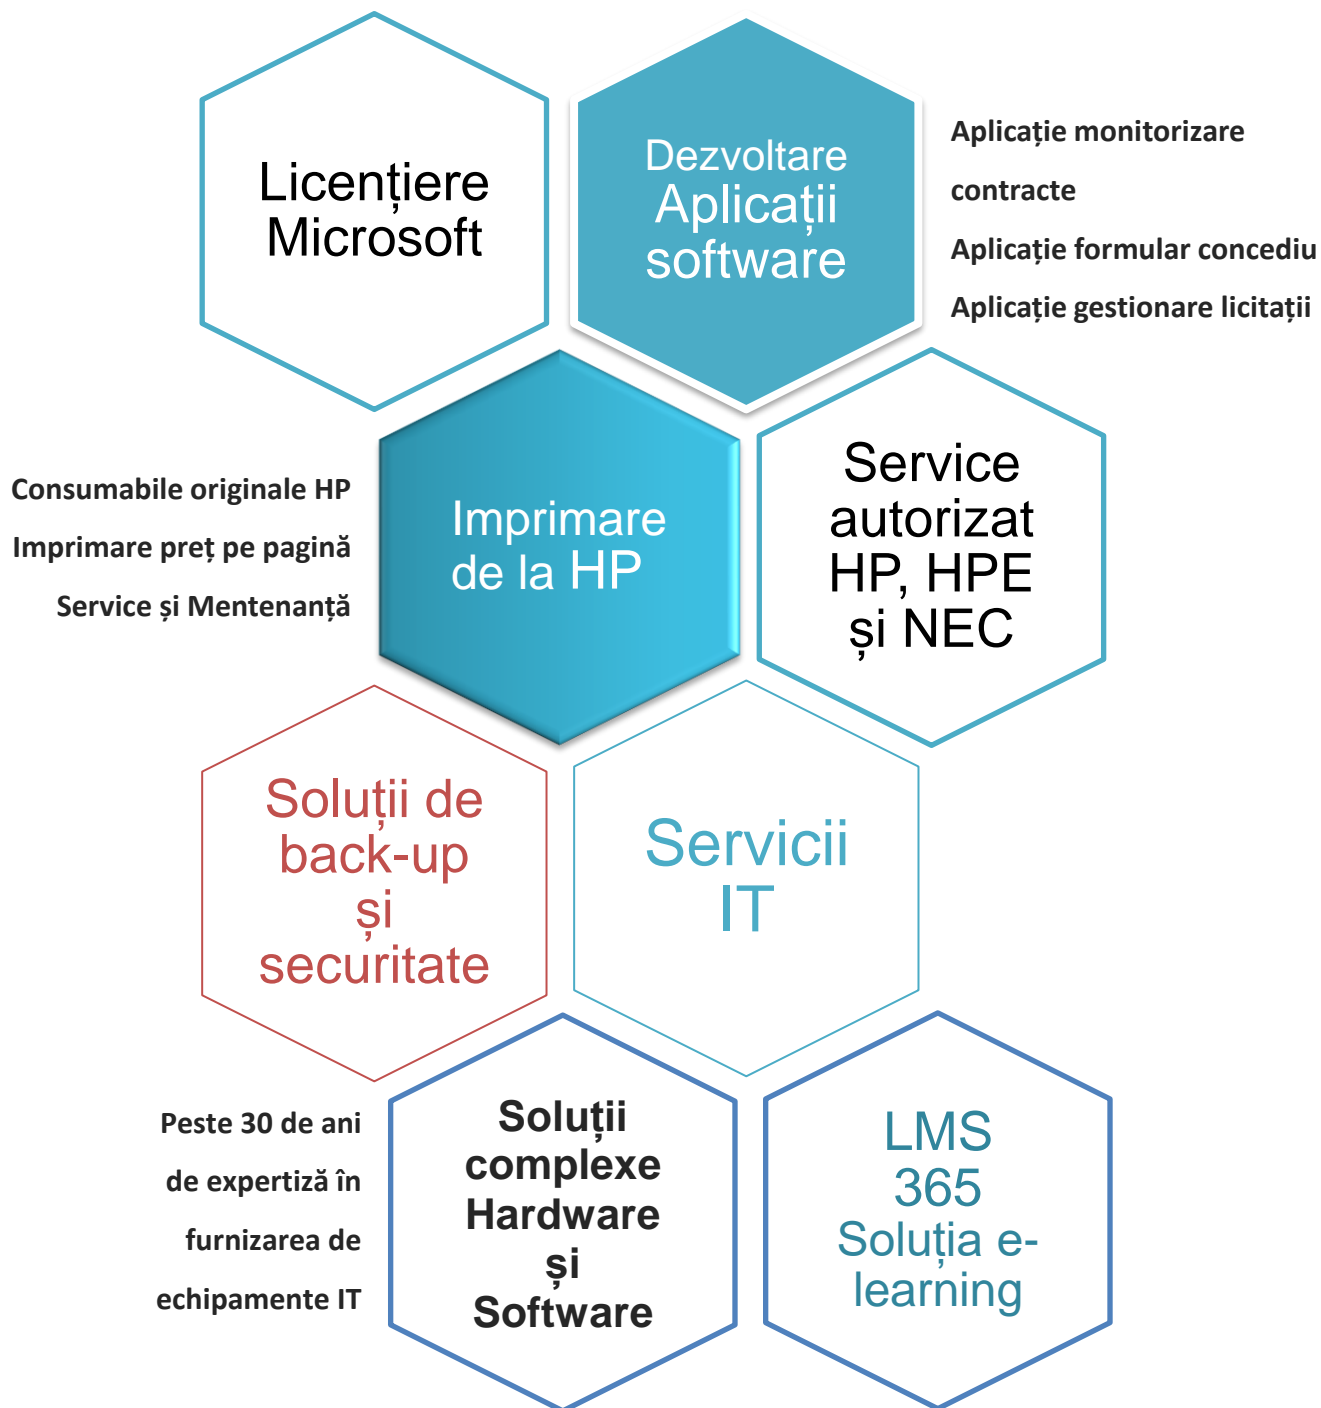 Licențiere
Microsoft
Dezvoltare
Aplicații
software
Aplicație monitorizare
contracte
Aplicație formular concediu
Aplicație gestionare licitații
Consumabile originale HP
Imprimare preț pe pagină
Service și Mentenanță
Imprimare
de la HP
Service
autorizat
HP, HPE
și NEC
Soluții de
back-up
și
securitate
Servicii
IT
Peste 30 de ani
de expertiză în
furnizarea de
echipamente IT
Soluții
complexe
Hardware
și
Software
LMS
365
Soluția e-
learning